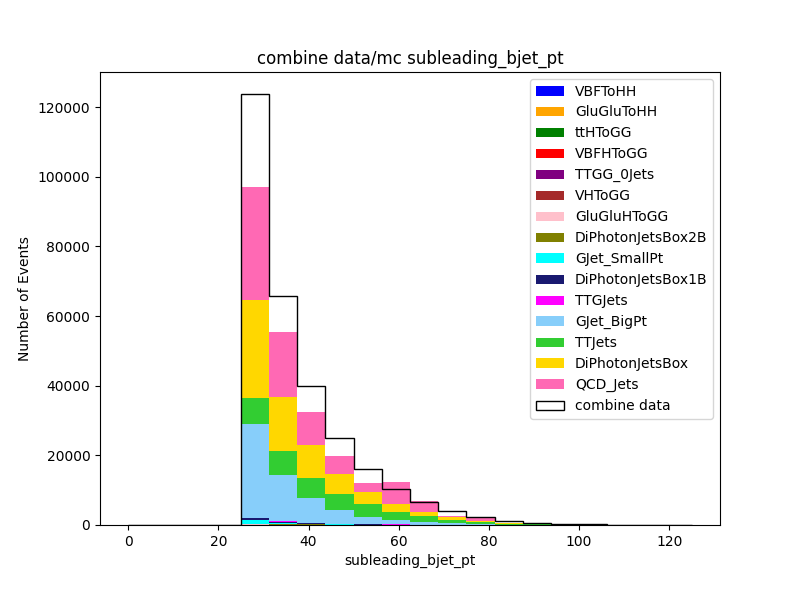 combine data/mc subleading_bjet_pt
Number of Events
120000
100000
80000
60000
40000
20000
0
0
20
40
60
80
100
120
subleading_bjet_pt
VBFToHH
GluGluToHH
ttHToGG
VBFHToGG
TTGG_0Jets
VHToGG
GluGluHToGG
DiPhotonJetsBox2B
GJet_SmallPt
DiPhotonJetsBox1B
TTGJets
GJet_BigPt
TTJets
DiPhotonJetsBox
QCD_Jets
combine data